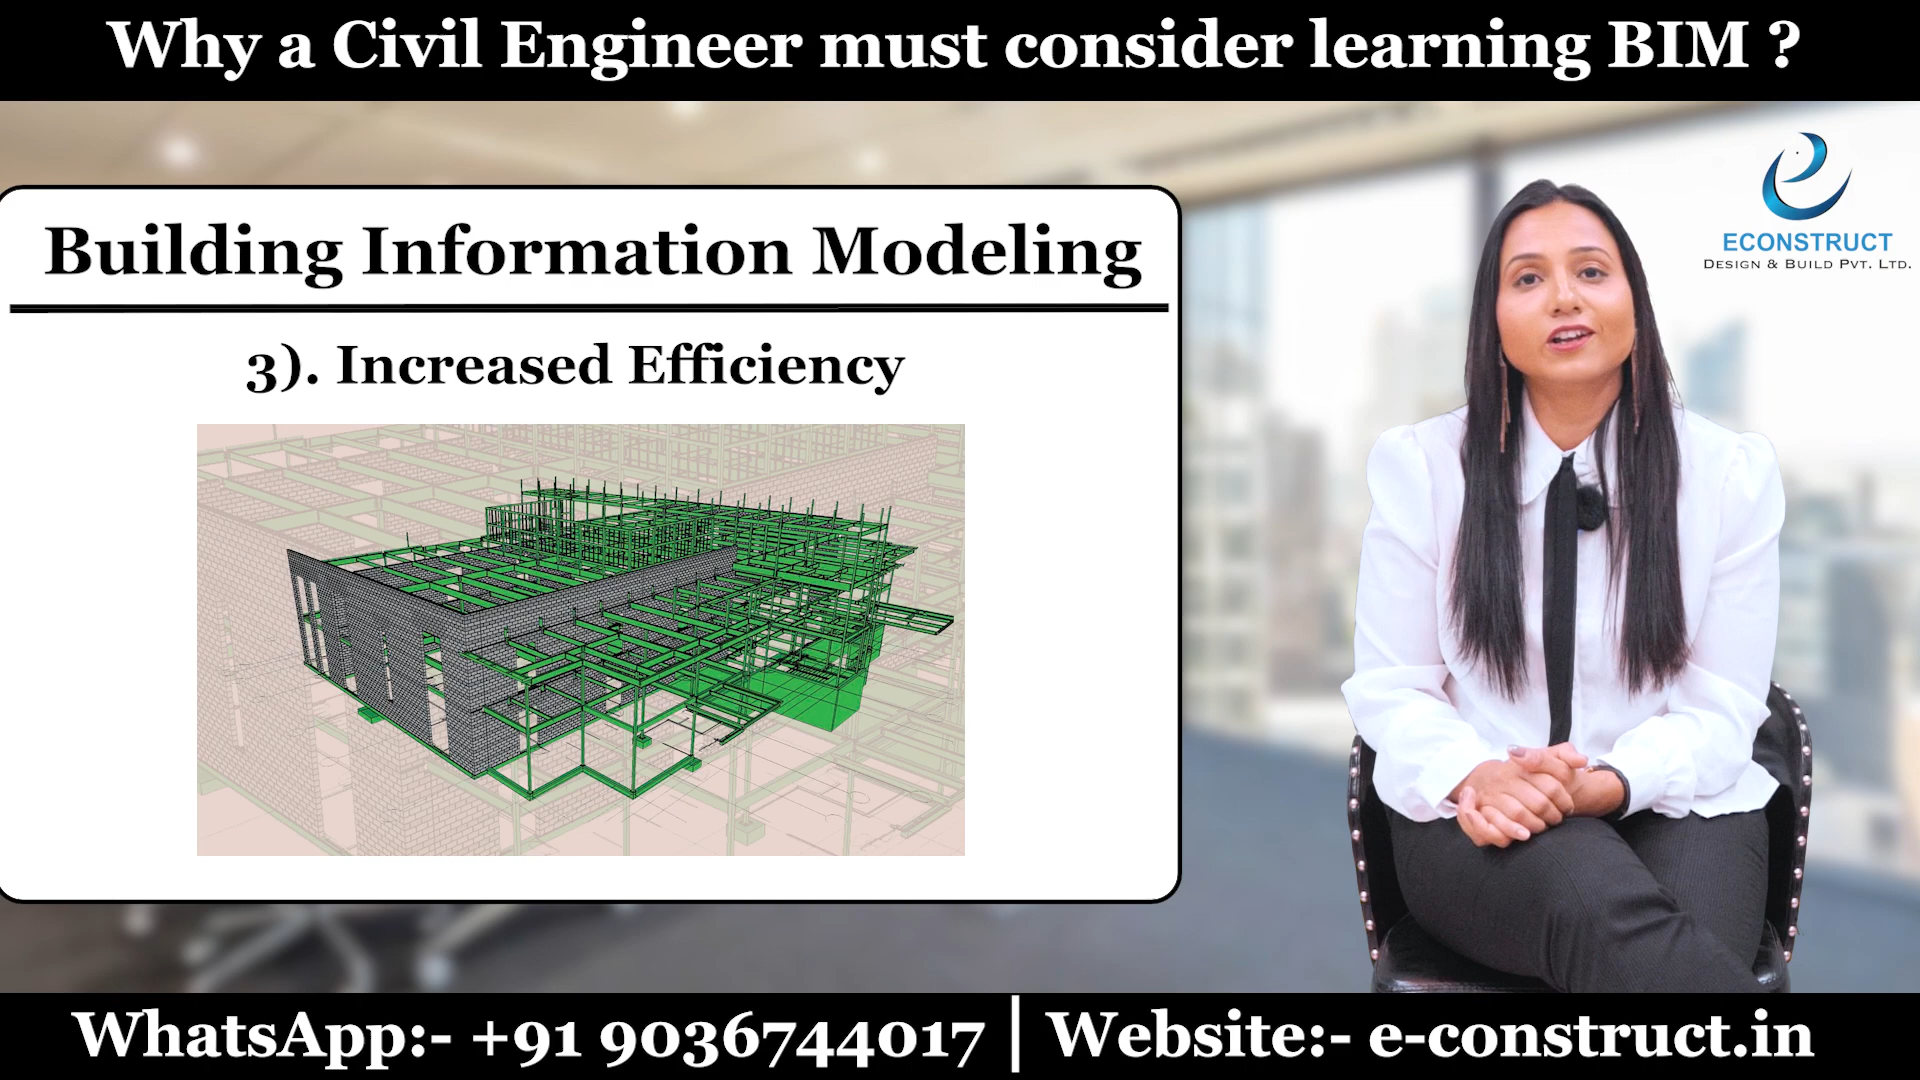 Why a Civil Engineer must consider learning BIM ?
ECONSTRUCT
DESIGN & BUILD PVT. LTD.
Building Information Modeling
3). Increased Efficiency
WhatsApp:- +91 9036744017 | Website:- e-construct.in